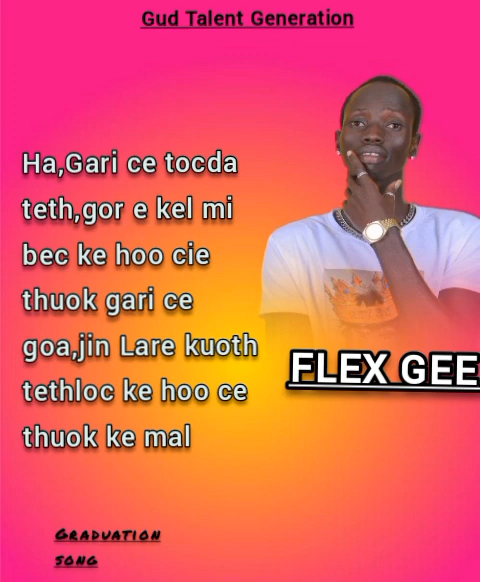 Gud Talent Generation
Ha,Gari ce tocda
teth,gor e kel mi
bec ke hoo cie
thuok gari ce
goa,jin Lare kuoth
tethloc ke hoo ce
thuok ke mal
FLEX GEE
Graduation
song